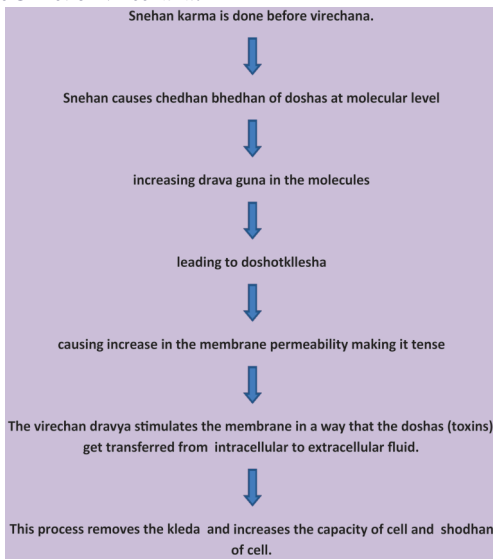 Snehan karma is done before virechana.
Snehan causes chedhan bhedhan of doshas at molecular level
increasing drava guna in the molecules
leading to doshotkllesha
causing increase in the membrane permeability making it tense
The virechan dravya stimulates the membrane in a way that the doshas (toxins)
get transferred from intracellular to extracellular fluid.
This process removes the kleda and increases the capacity of cell and shodhan
of cell.